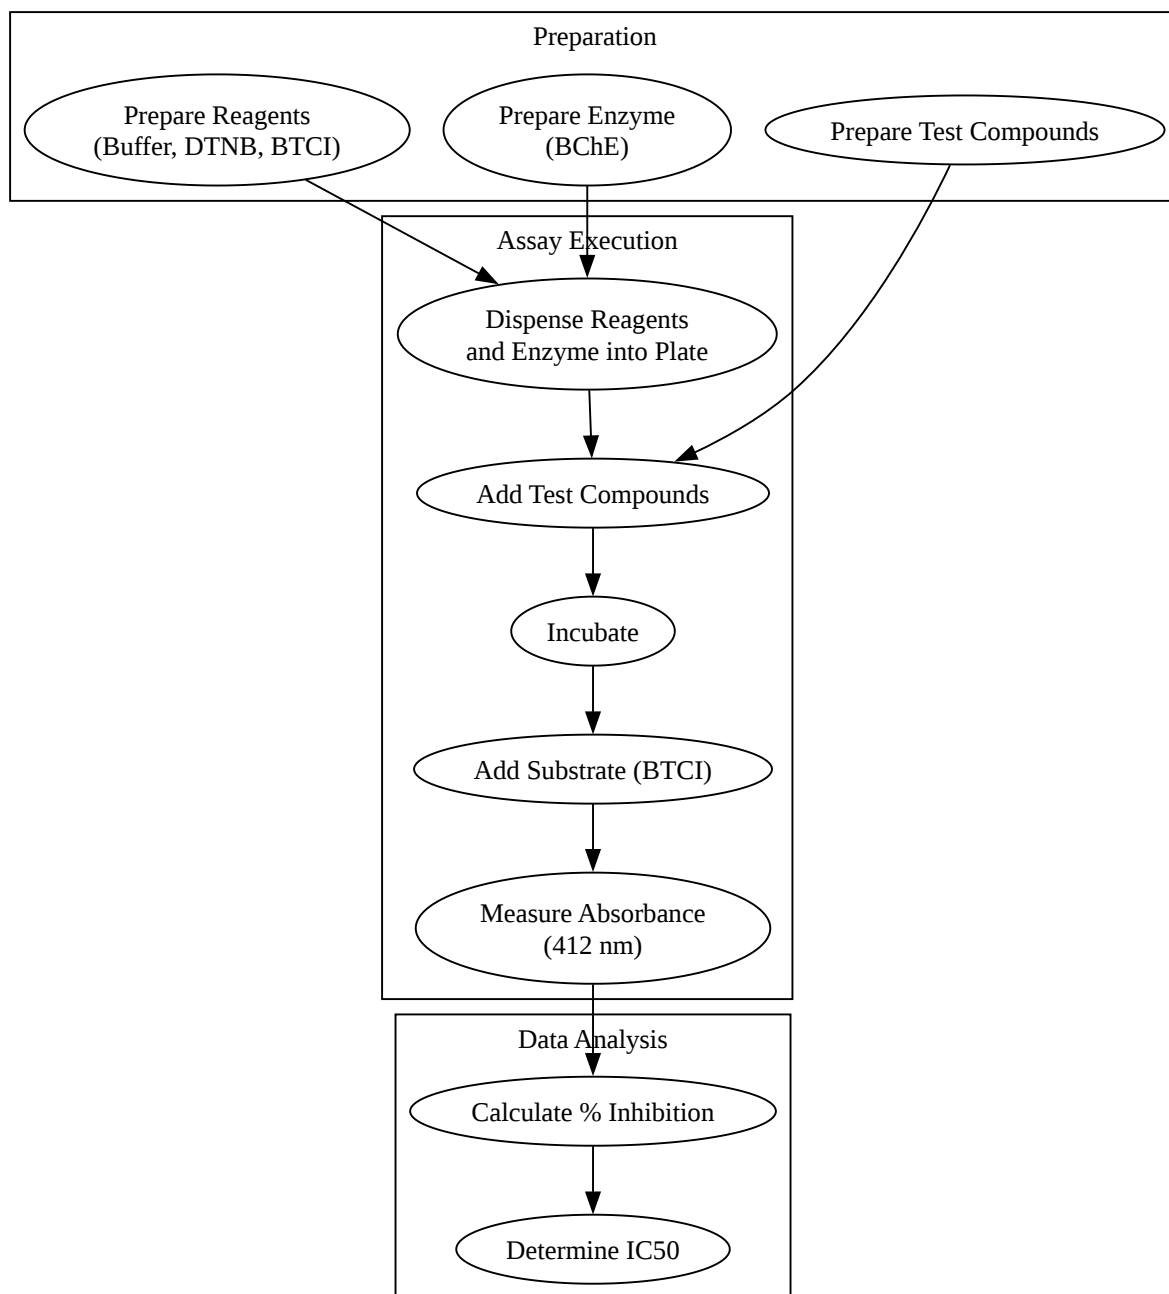 Preparation
Prepare Reagents
(Buffer, DTNB, BTCI)
Prepare Enzyme
(BChE)
Prepare Test Compounds
Assay Execution
Dispense Reagents
and Enzyme into Plate
Add Test Compounds
Incubate
Add Substrate (BTCI)
Measure Absorbance
(412 nm)
Data Analysis
Calculate % Inhibition
Determine IC50